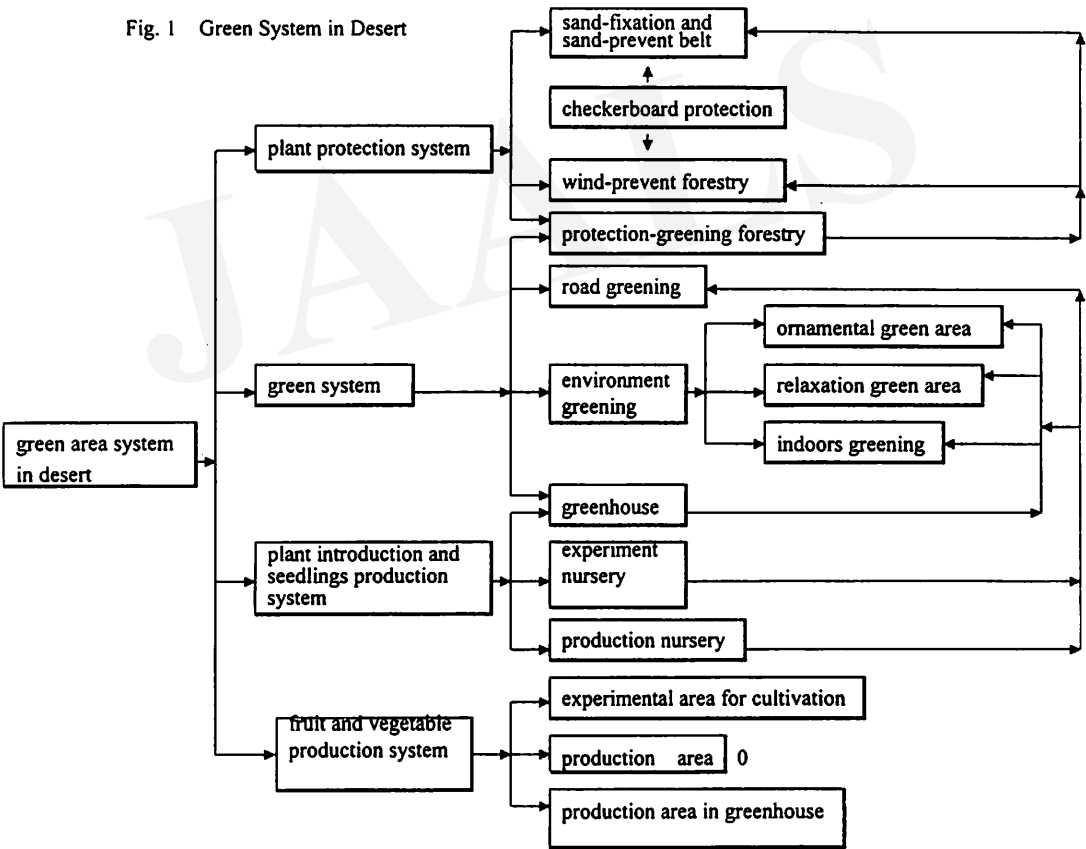 Fig. 1 Green System in Desert
sand-fixation and
sand-prevent belt
checkerboard protection
plant protection system
wind-prevent forestry
protection-greening forestry
road greening
ornamental green area
green system
environment
greening
relaxation green area
indoors greening
green area system
in desert
greenhouse
plant introduction and
seedlings production
system
experiment
nursery
production nursery
experimental area for cultivation
fruit and vegetable
production system
production area 0
production area in greenhouse
JAALS